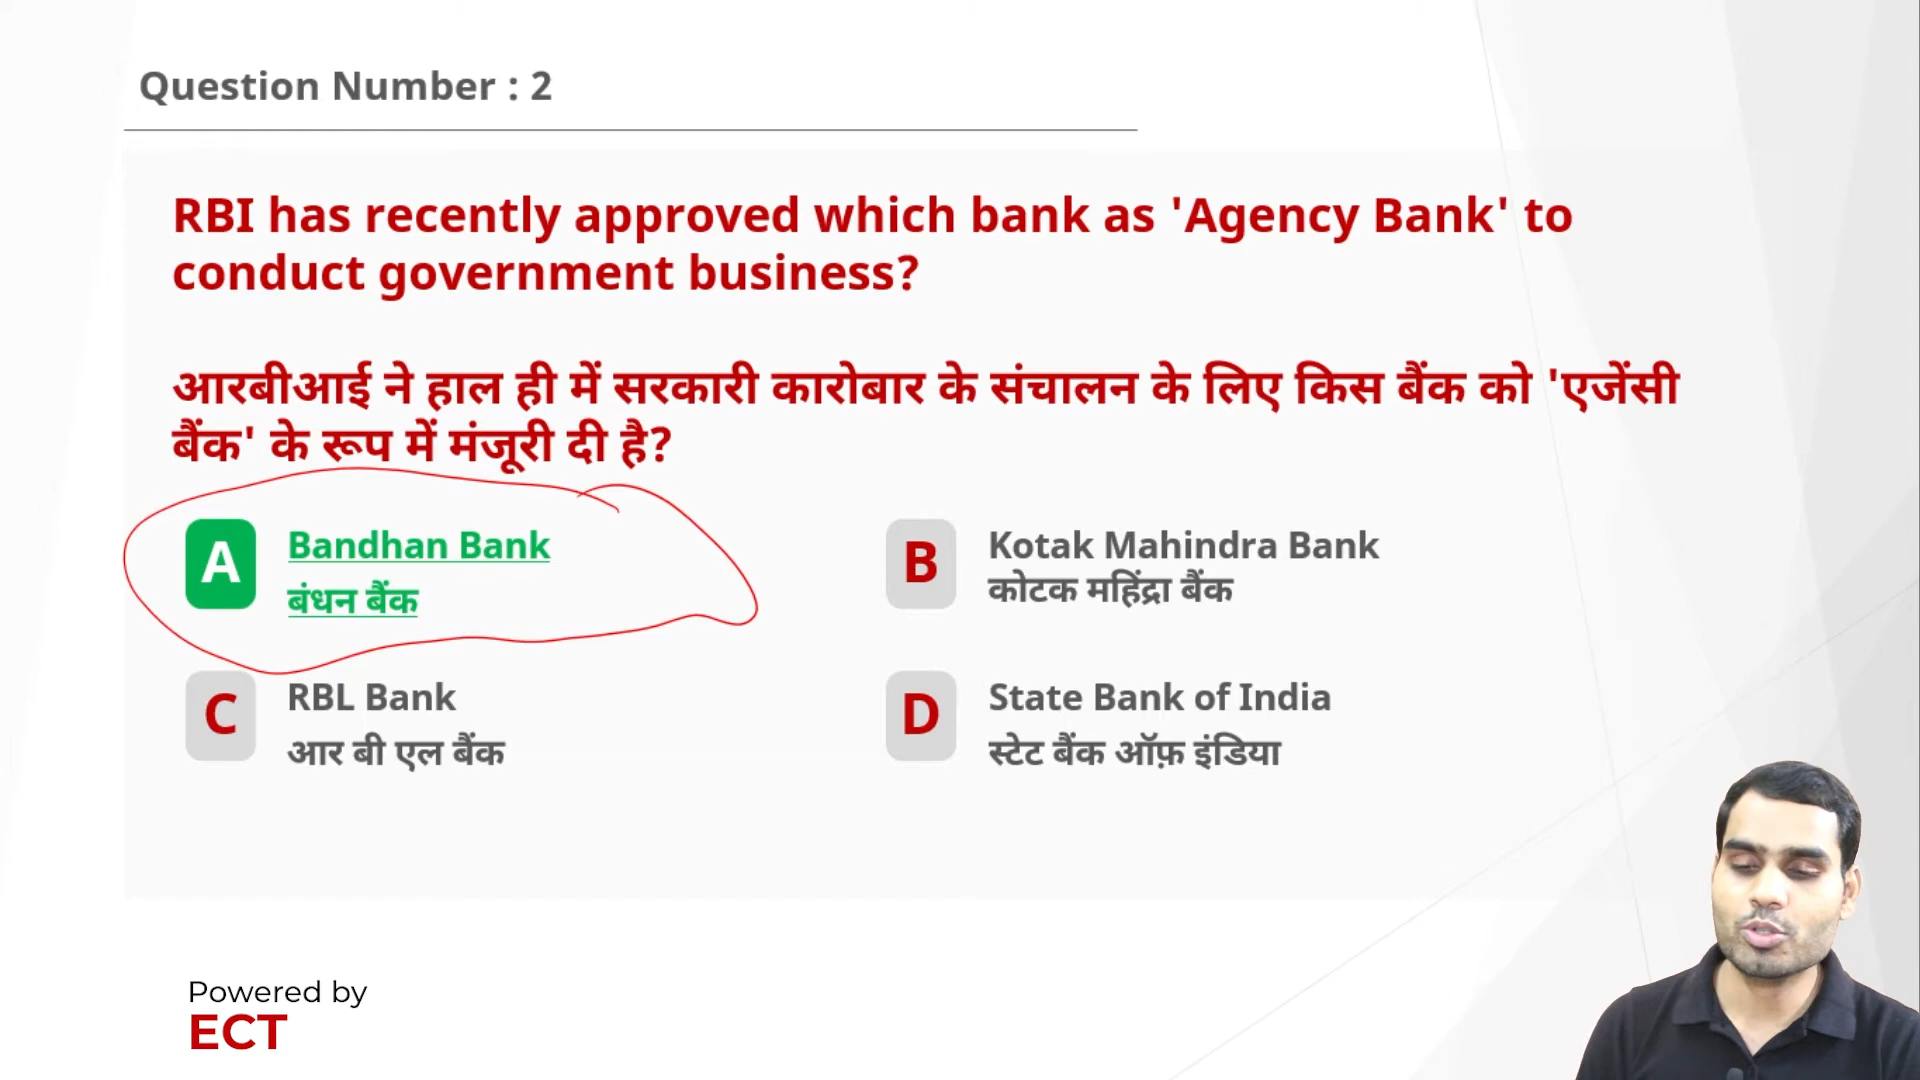 Question Number : 2
RBI has recently approved which bank as 'Agency Bank' to
conduct government business?
आरबीआई ने हाल ही में सरकारी कारोबार के संचालन के लिए किस बैंक को 'एजेंसी
बैंक' के रूप में मंजूरी दी है?
A
Bandhan Bank
बंधन बैंक
B
Kotak Mahindra Bank
कोटक महिंद्रा बैंक
C
RBL Bank
आर बी एल बैंक
D
State Bank of India
स्टेट बैंक ऑफ़ इंडिया
Powered by
ECT